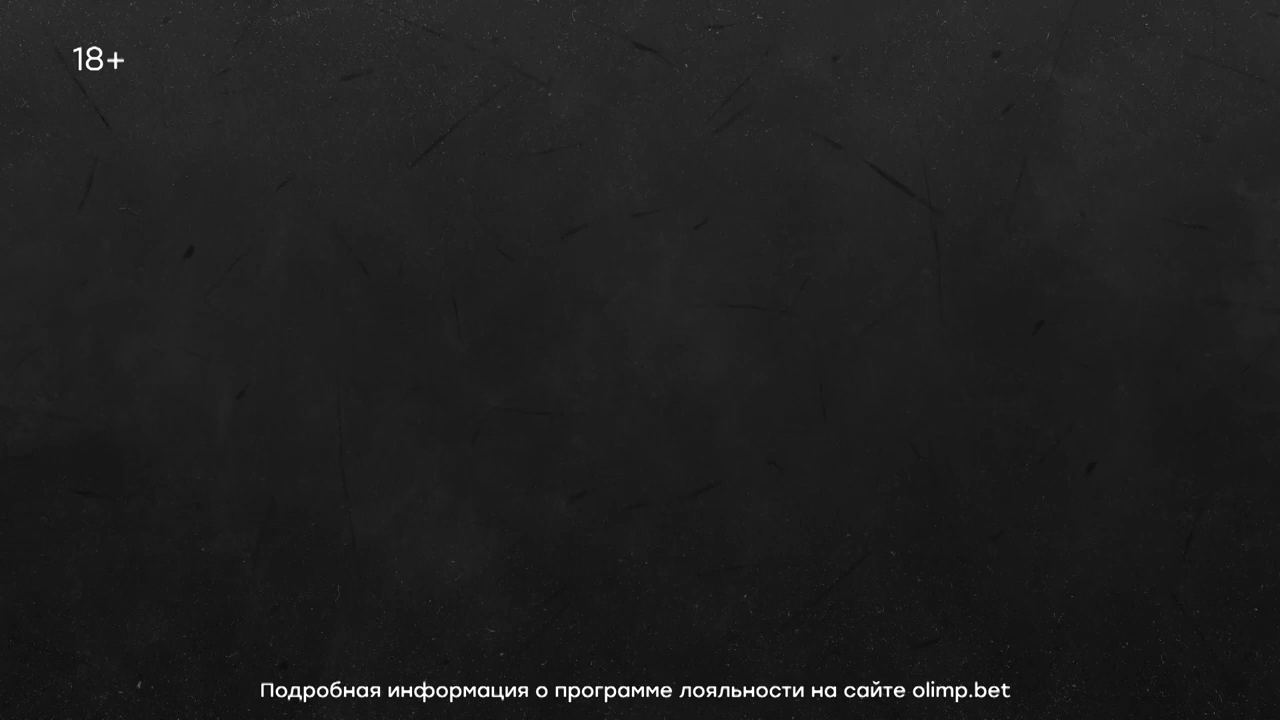 18+
Подробная информация о программе лояльности на сайте olimp.bet